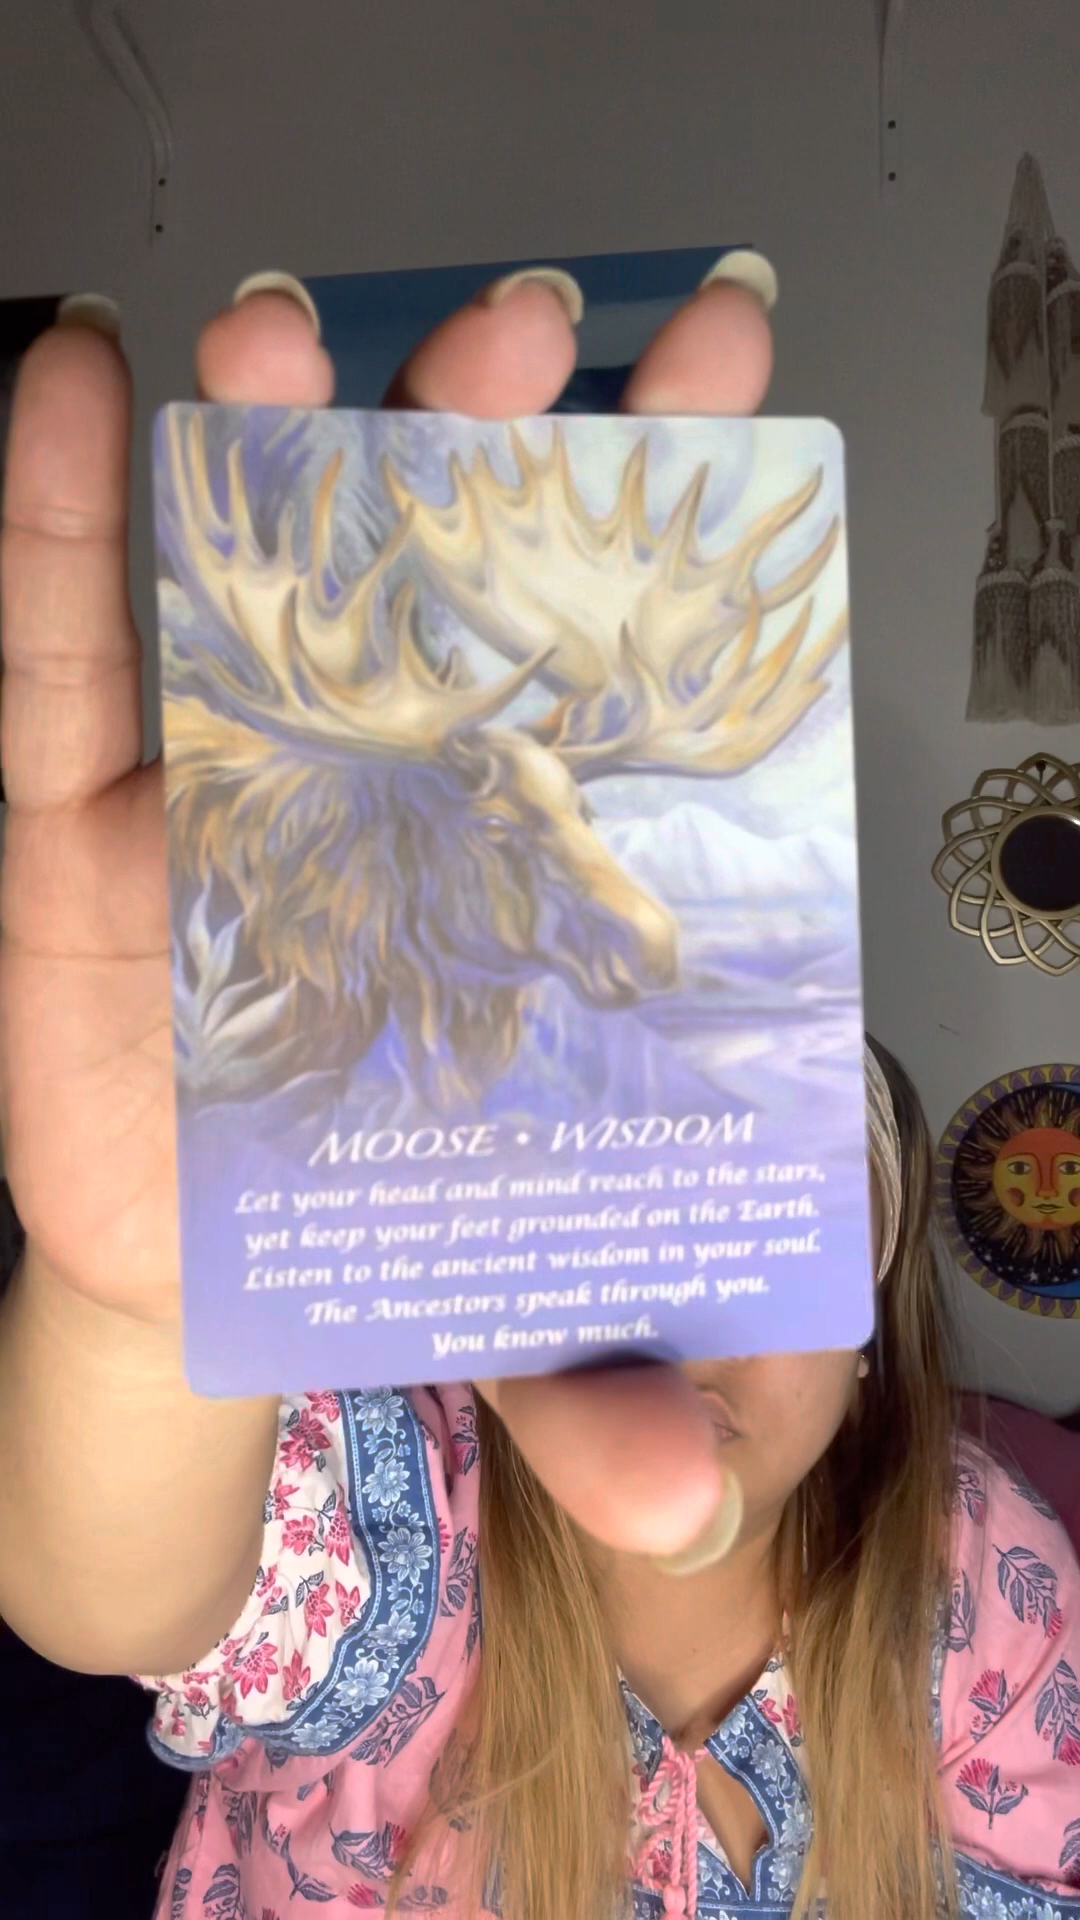 MOOSE • WISDOM
Let your head and mind reach to the stars,
yet keep your feet grounded on the Earth.
Listen to the ancient wisdom in your soul.
The Ancestors speak through you.
You know much.